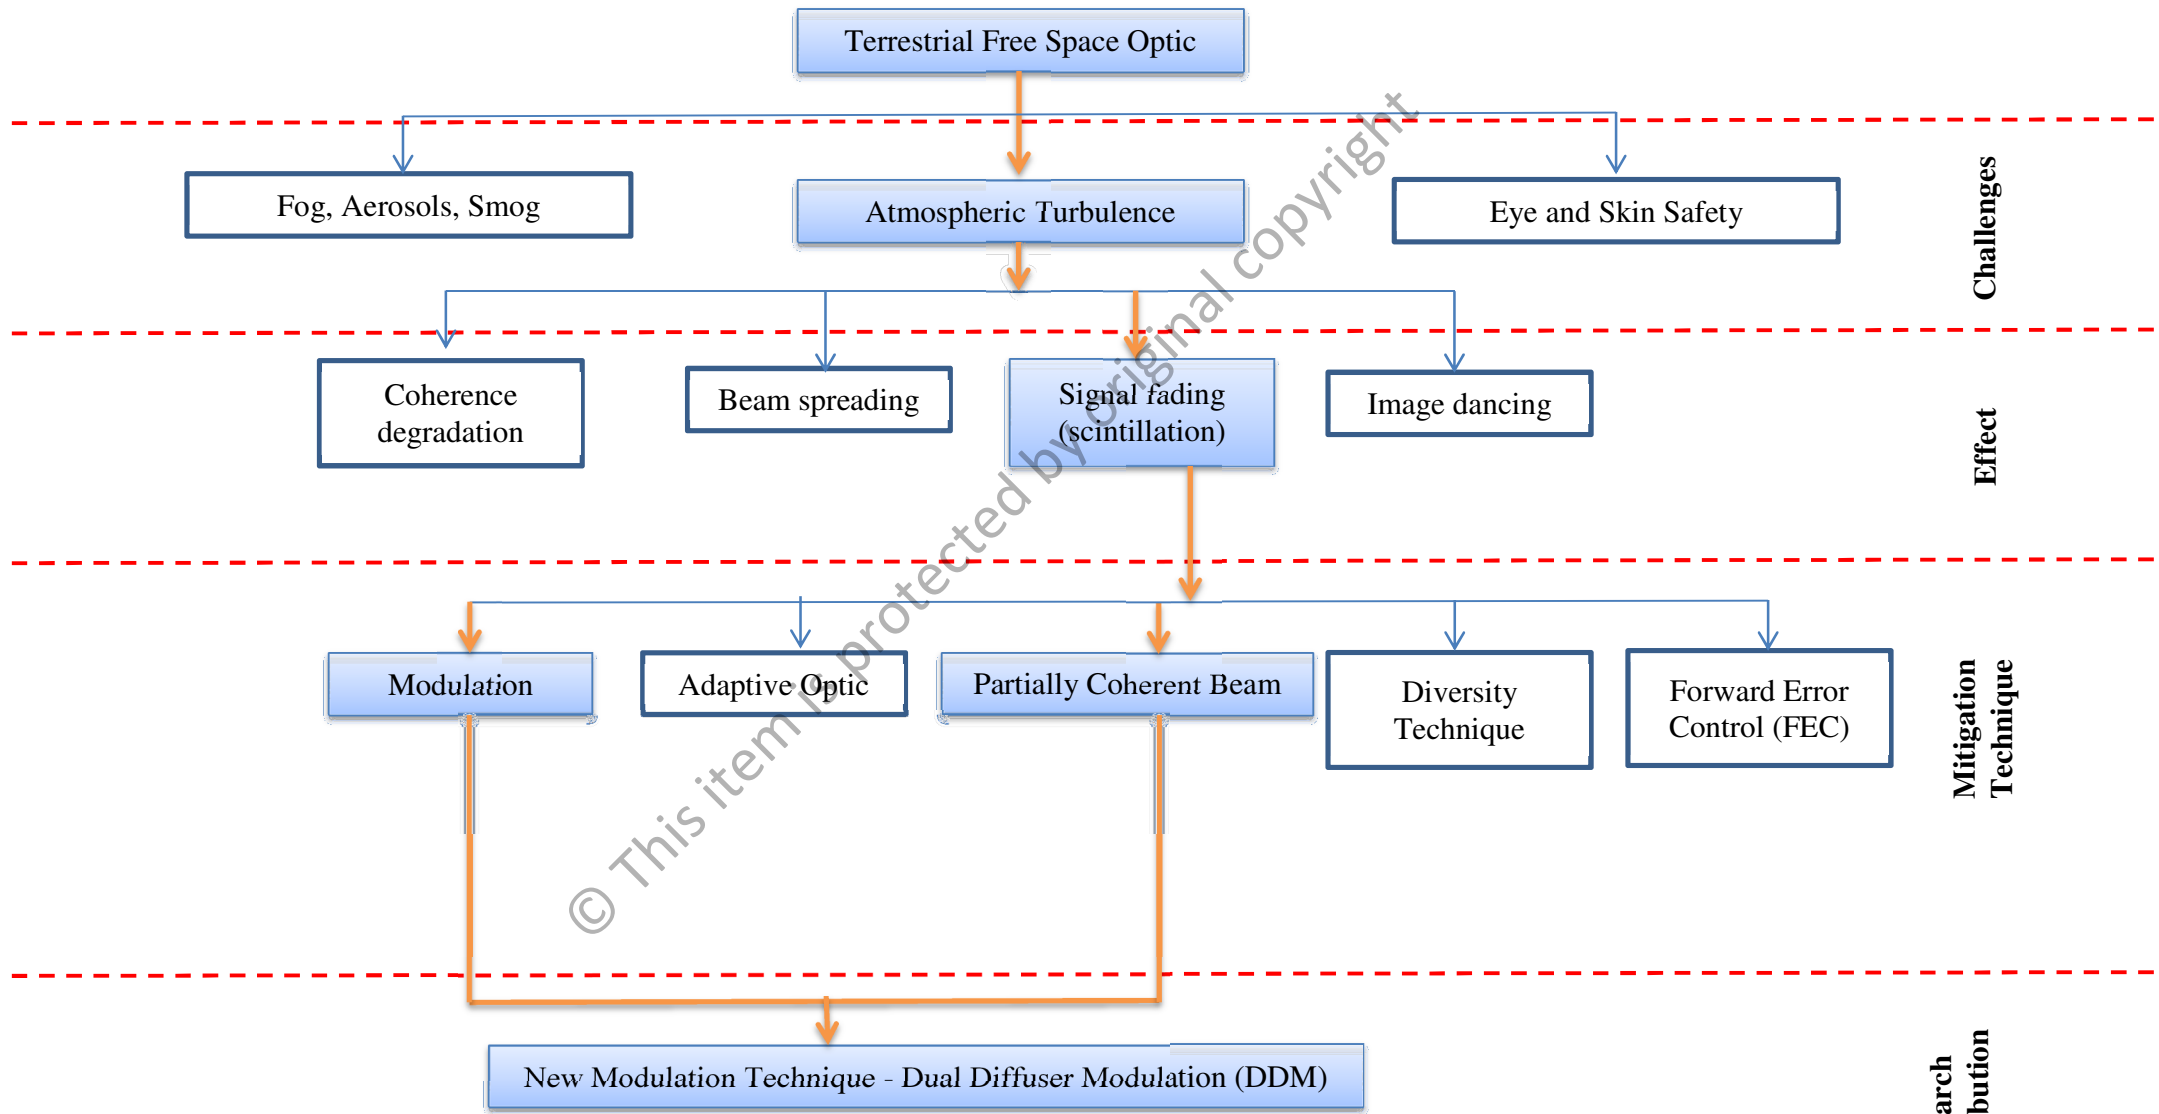 Terrestrial Free Space Optic
Fog, Aerosols, Smog
Atmospheric Turbulence
Eye and Skin Safety
Challenges
Coherence
degradation
Beam spreading
Signal fading
(scintillation)
Image dancing
Effect
Modulation
Adaptive Optic
Partially Coherent Beam
Diversity
Technique
Forward Error
Control (FEC)
Mitigation
Technique
New Modulation Technique - Dual Diffuser Modulation (DDM)
arch
bution
© This item is protected by original copyright